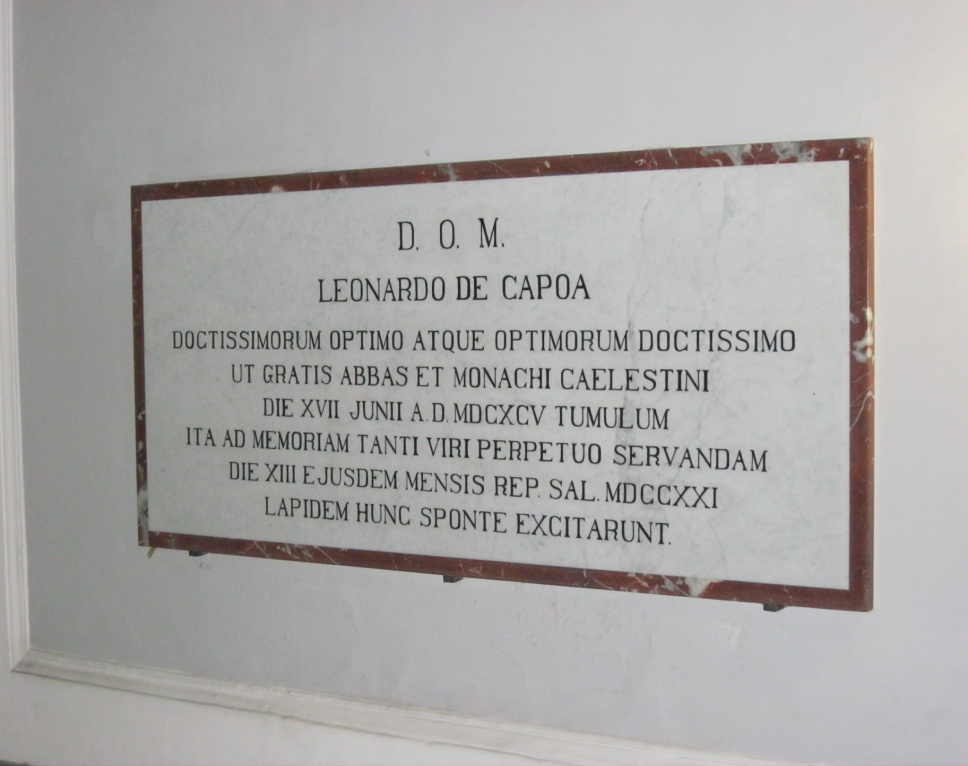 D. O. M.
LEONARDO DE CAPOA
DOCTISSIMORUM OPTIMO ATQUE OPTIMORUM DOCTISSIMO
UT GRATIS ABBAS ET MONACHI CAELESTINI
DIE XVII JUNII A.D. MDCXCV TUMULUM
ITA AD MEMORIAM TANTI VIRI PERPETUO SERVANDAM
DIE XIII EJUSDEM MENSIS REP. SAL. MDCCXXI
LAPIDEM HUNC SPONTE EXCITARUNT.